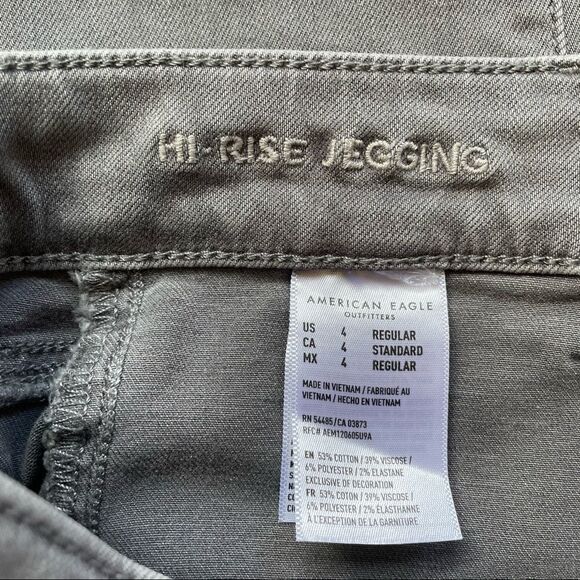 HI-RISE JEGGING
AMERICAN EAGLE
OUTFITTERS
US 4 REGULAR
CA 4 STANDARD
MX 4 REGULAR
MADE IN VIETNAM / FABRIQUÉ AU
VIETNAM / HECHO EN VIETNAM
RN 54485 / CA 03873
RFC# AEM120605U9A
EN 53% COTTON / 39% VISCOSE /
6% POLYESTER / 2% ELASTANE
EXCLUSIVE OF DECORATION
FR 53% COTON / 39% VISCOSE /
6% POLYESTER / 2% ÉLASTHANNE
À L'EXCEPTION DE LA GARNITURE